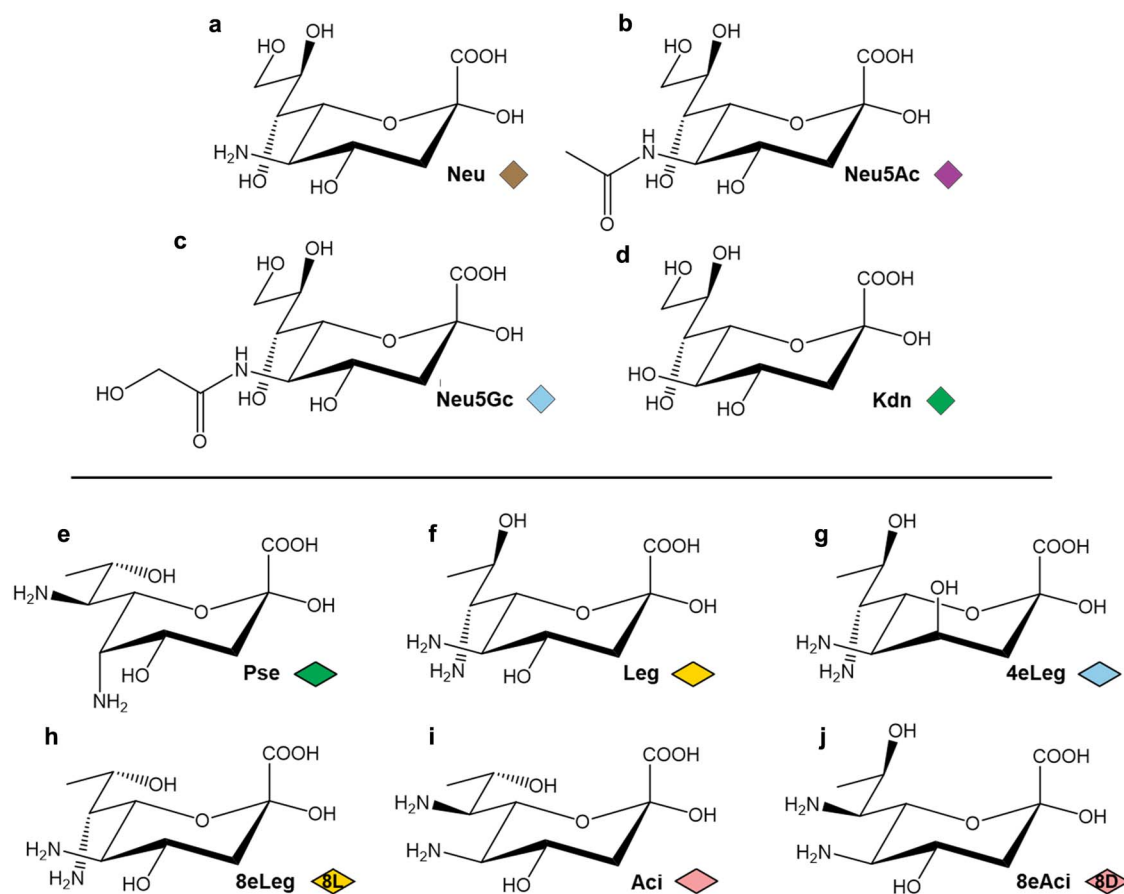 a
OH
HO
COOH
O
OH
H₂N
HO
HO
Neu
b
OH
HO
COOH
O
OH
H
N
HO
HO
O
Neu5Ac
c
OH
HO
COOH
O
OH
H
N
HO
HO
HO
O
Neu5Gc
d
OH
HO
COOH
O
OH
HO
HO
HO
Kdn
e
COOH
OH
H₂N
O
OH
HO
NH₂
Pse
f
OH
COOH
O
OH
H₂N
H₂N
HO
Leg
g
OH
COOH
OH
O
OH
H₂N
H₂N
4eLeg
h
COOH
OH
O
OH
H₂N
H₂N
HO
8eLeg 8L
i
COOH
OH
H₂N
O
OH
H₂N
HO
Aci
j
OH
COOH
H₂N
O
OH
H₂N
HO
8eAci 8D